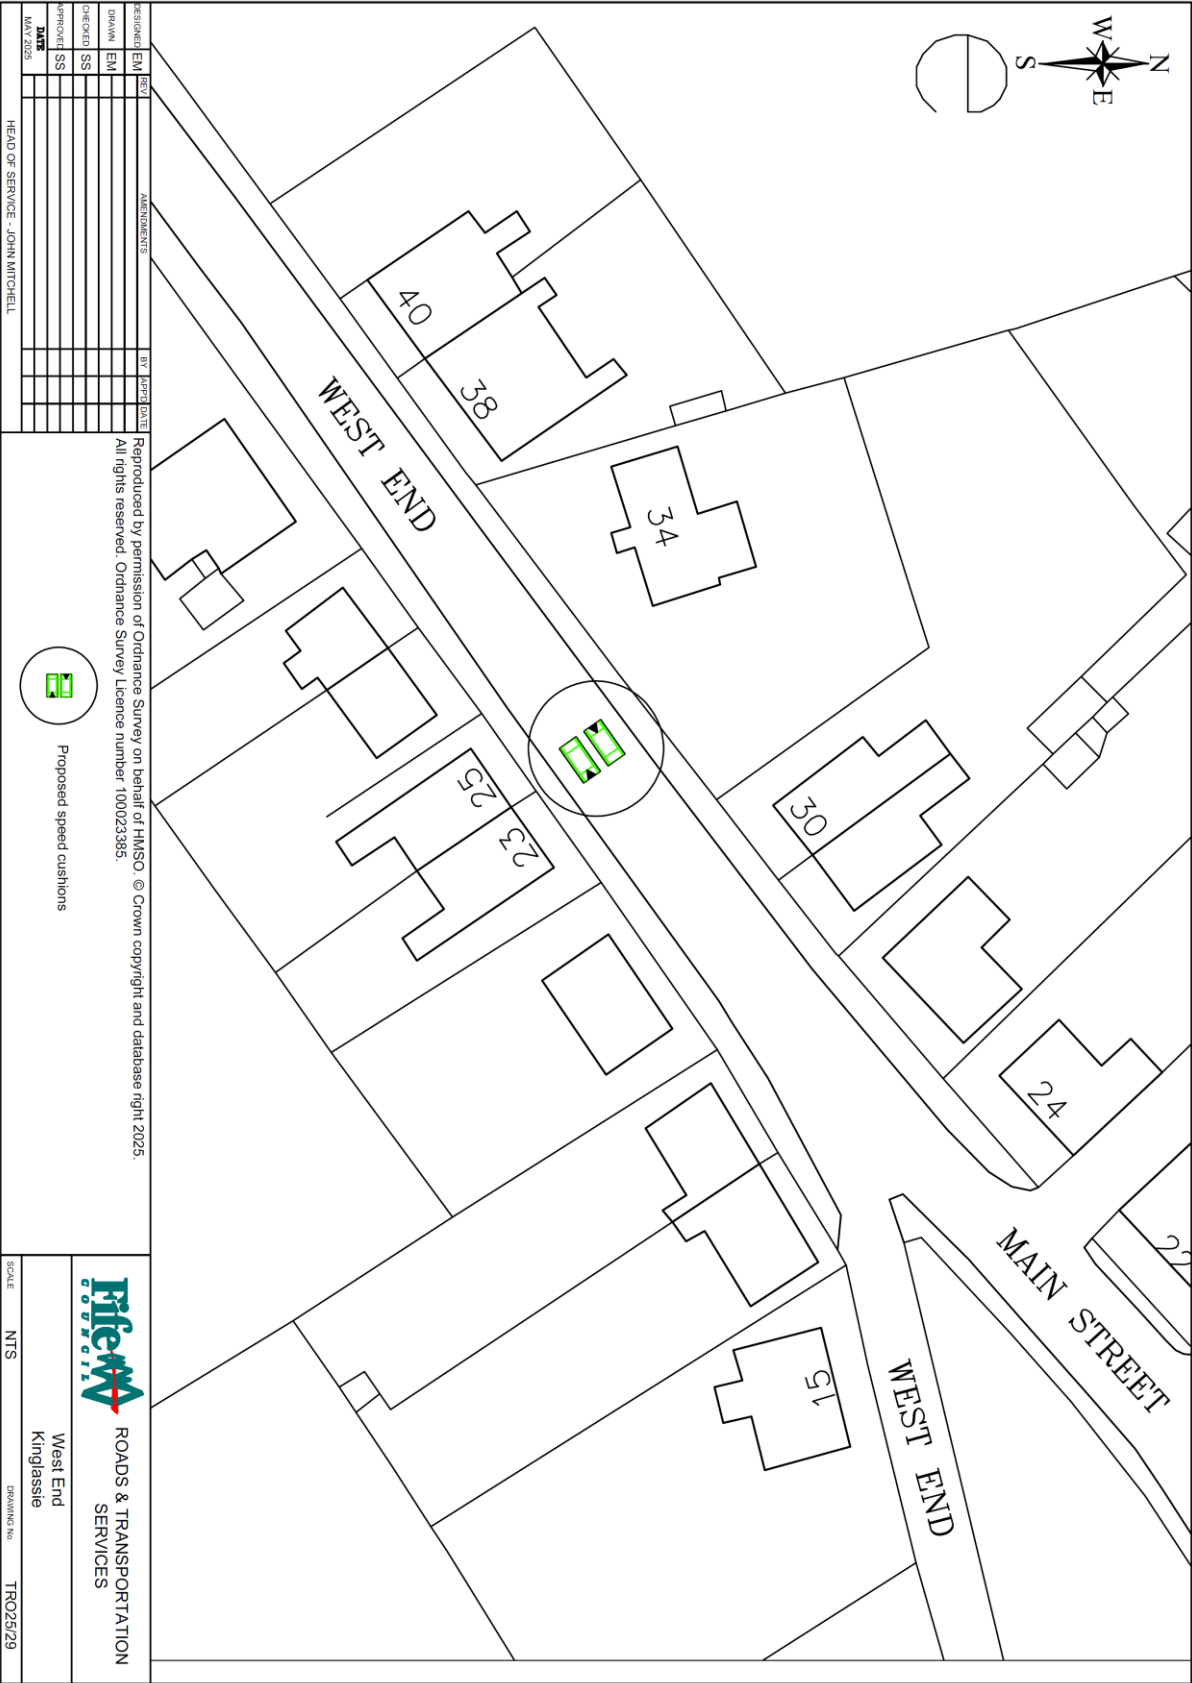 N
W
E
S
40
38
34
WEST END
30
24
22
MAIN STREET
25
23
15
WEST END
DESIGNED EM
DRAWN EM
CHECKED SS
APPROVED SS
DATE
MAY 2025
REV AMENDMENTS BY APP'D DATE
HEAD OF SERVICE - JOHN MITCHELL
Reproduced by permission of Ordnance Survey on behalf of HMSO. © Crown copyright and database right 2025.
All rights reserved. Ordnance Survey Licence number 100023385.
Proposed speed cushions
Fife
COUNCIL
ROADS & TRANSPORTATION
SERVICES
West End
Kinglassie
SCALE NTS
DRAWING No. TRO25/29